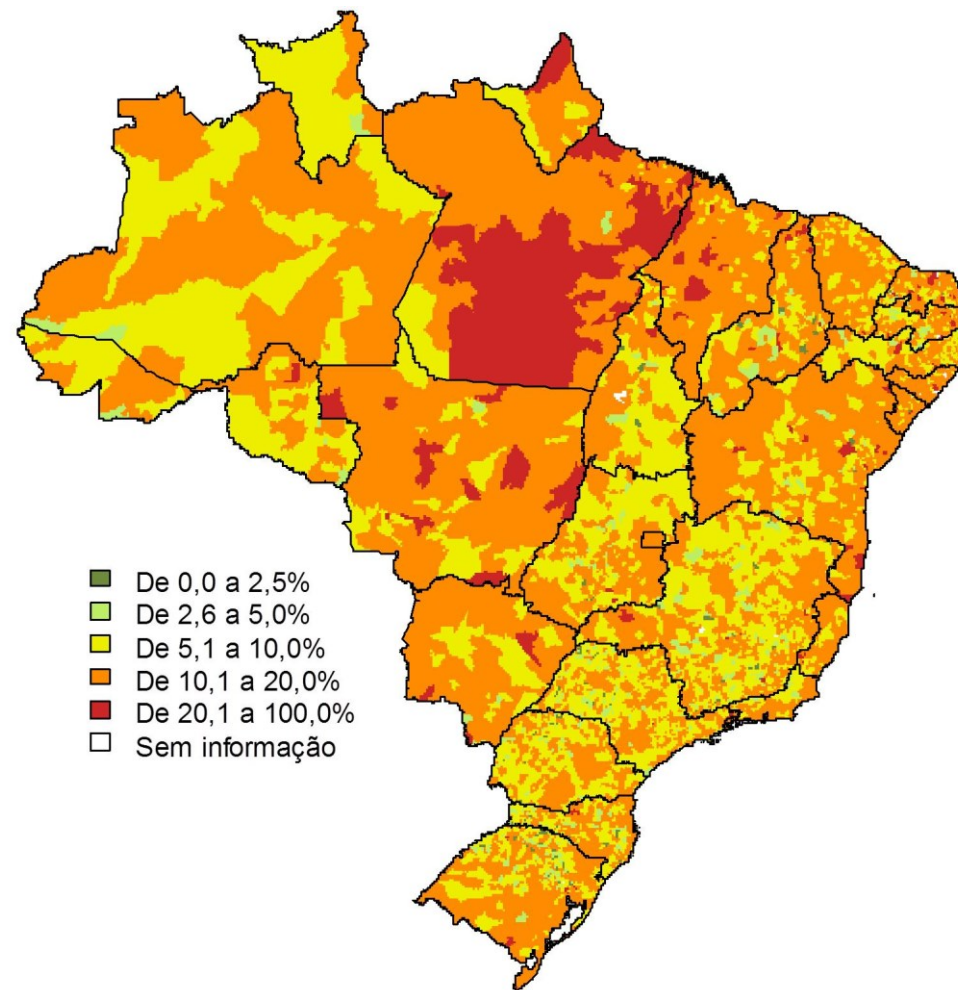 De 0,0 a 2,5%
De 2,6 a 5,0%
De 5,1 a 10,0%
De 10,1 a 20,0%
De 20,1 a 100,0%
Sem informação